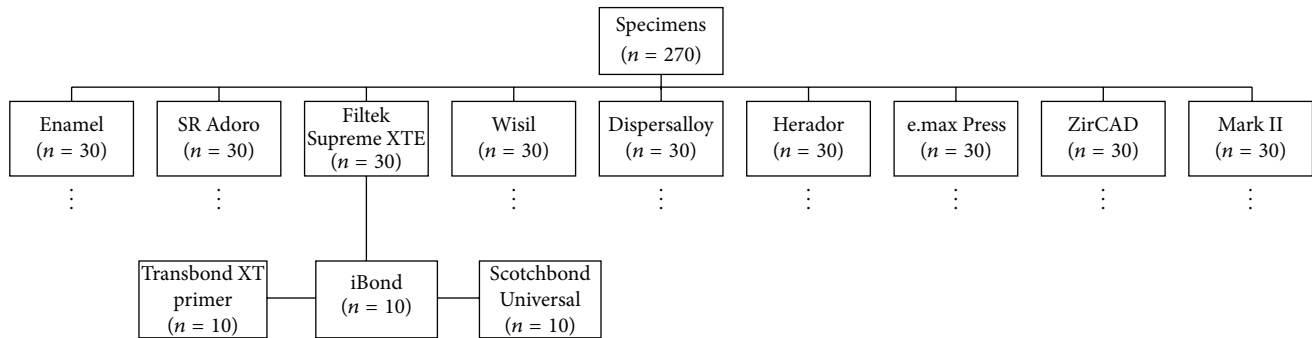 Specimens
(n = 270)
Enamel
(n = 30)
SR Adoro
(n = 30)
Filtek
Supreme XTE
(n = 30)
Wisil
(n = 30)
Dispersalloy
(n = 30)
Herador
(n = 30)
e.max Press
(n = 30)
ZirCAD
(n = 30)
Mark II
(n = 30)
Transbond XT
primer
(n = 10)
iBond
(n = 10)
Scotchbond
Universal
(n = 10)